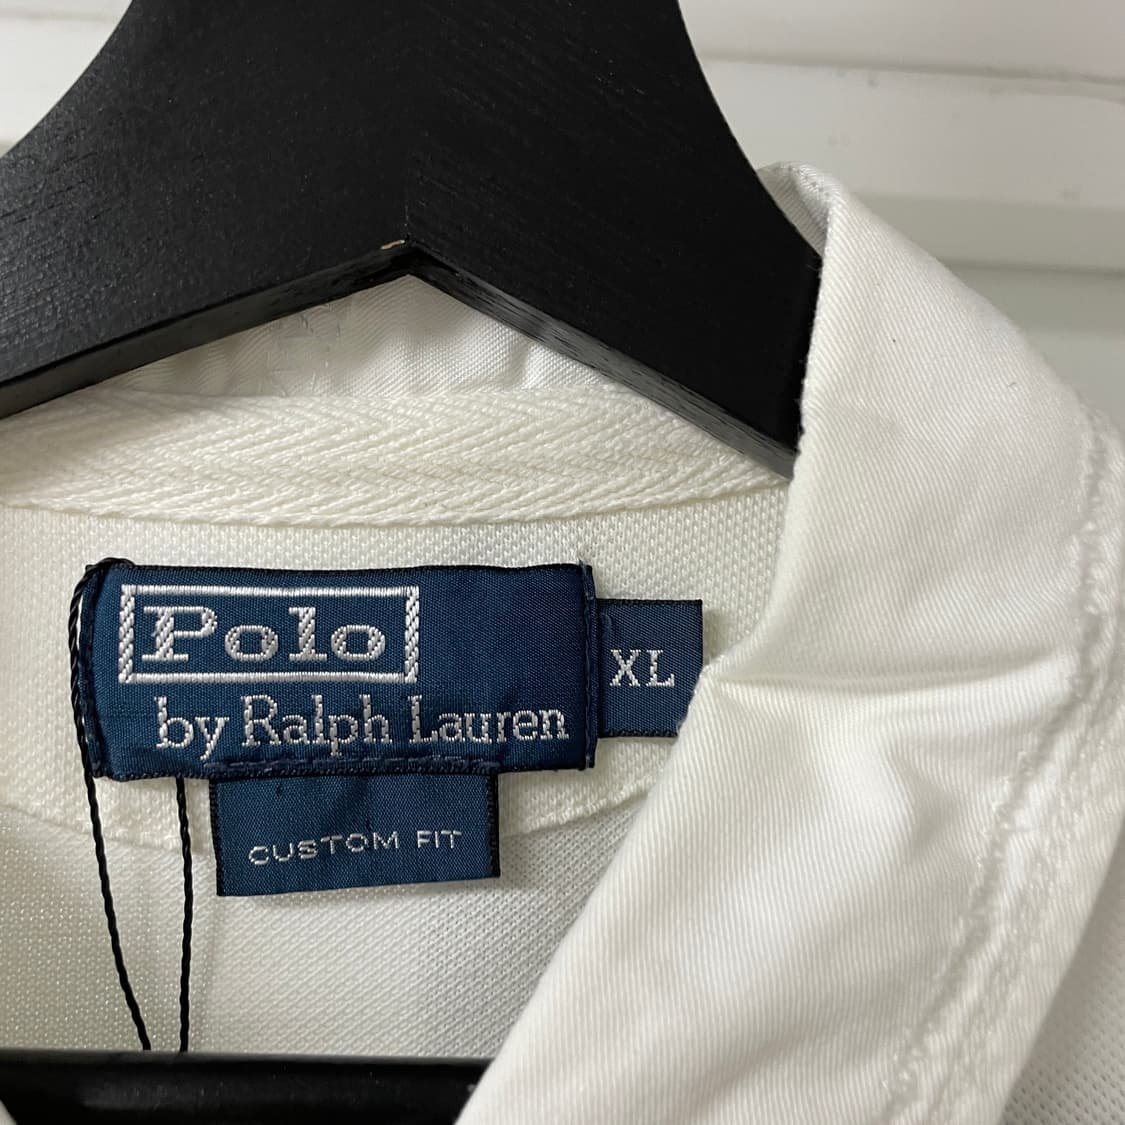 Polo
by Ralph Lauren
XL
CUSTOM FIT